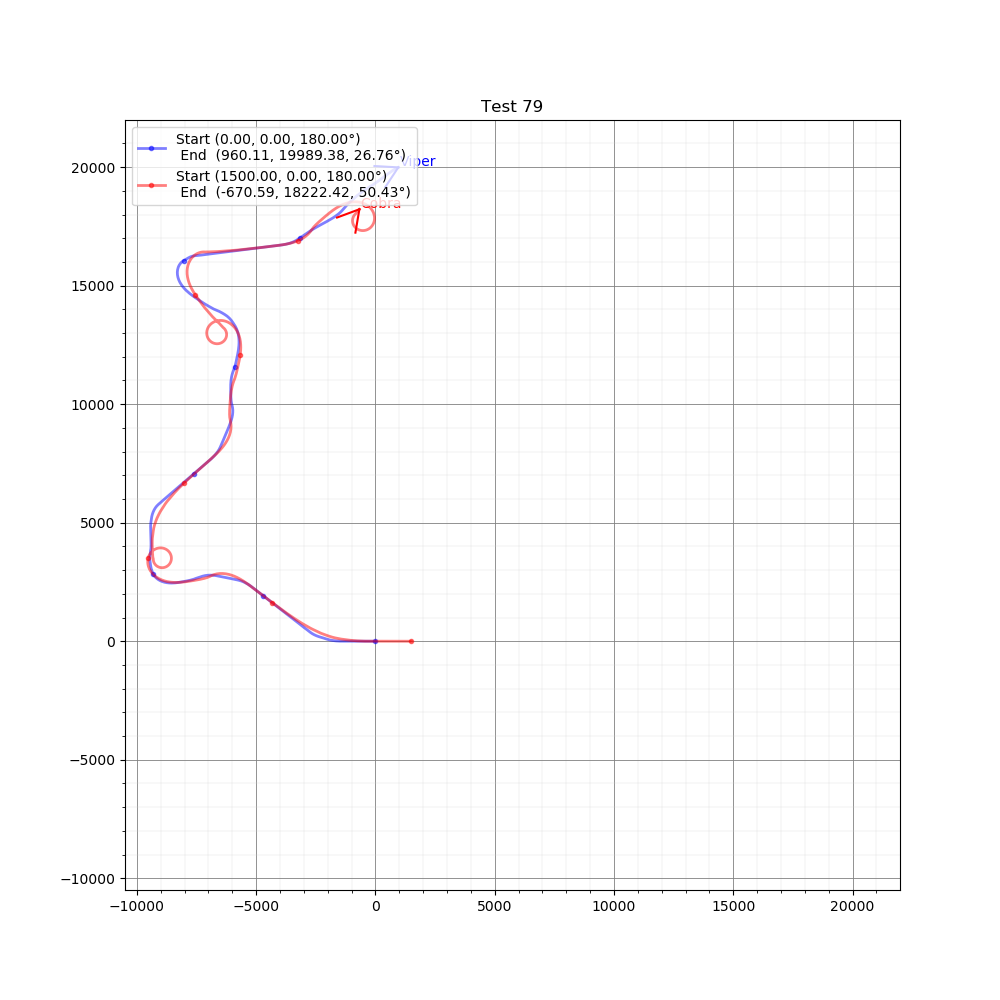 Test 79
Start (0.00, 0.00, 180.00°)
End  (960.11, 19989.38, 26.76°)
Start (1500.00, 0.00, 180.00°)
End  (-670.59, 18222.42, 50.43°)
Viper
Cobra
20000
15000
10000
5000
0
−5000
−10000
−10000 −5000 0 5000 10000 15000 20000